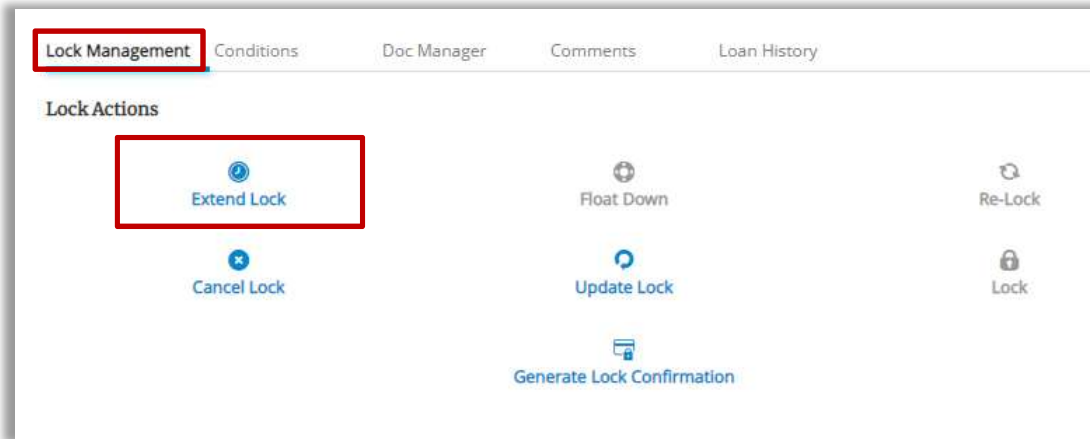 Lock Management Conditions Doc Manager Comments Loan History
Lock Actions
Extend Lock Float Down Re-Lock
Cancel Lock Update Lock Lock
Generate Lock Confirmation